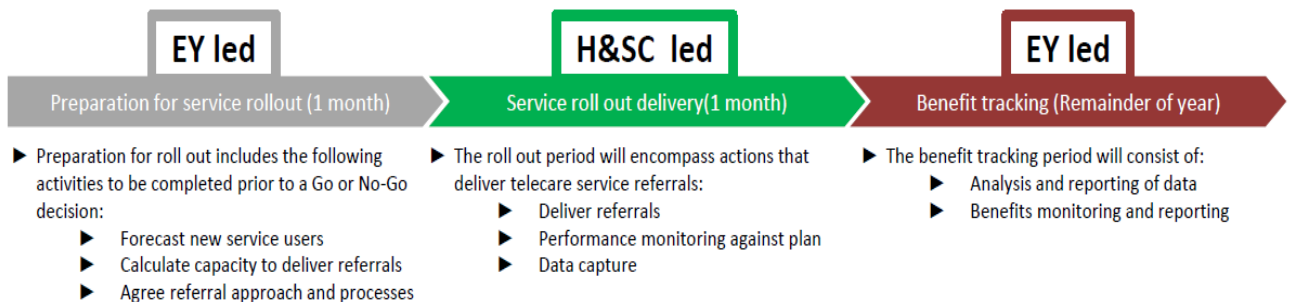 EY led
Preparation for service rollout (1 month)
► Preparation for roll out includes the following
activities to be completed prior to a Go or No-Go
decision:
► Forecast new service users
► Calculate capacity to deliver referrals
► Agree referral approach and processes
H&SC led
Service roll out delivery(1 month)
► The roll out period will encompass actions that
deliver telecare service referrals:
► Deliver referrals
► Performance monitoring against plan
► Data capture
EY led
Benefit tracking (Remainder of year)
► The benefit tracking period will consist of:
► Analysis and reporting of data
► Benefits monitoring and reporting